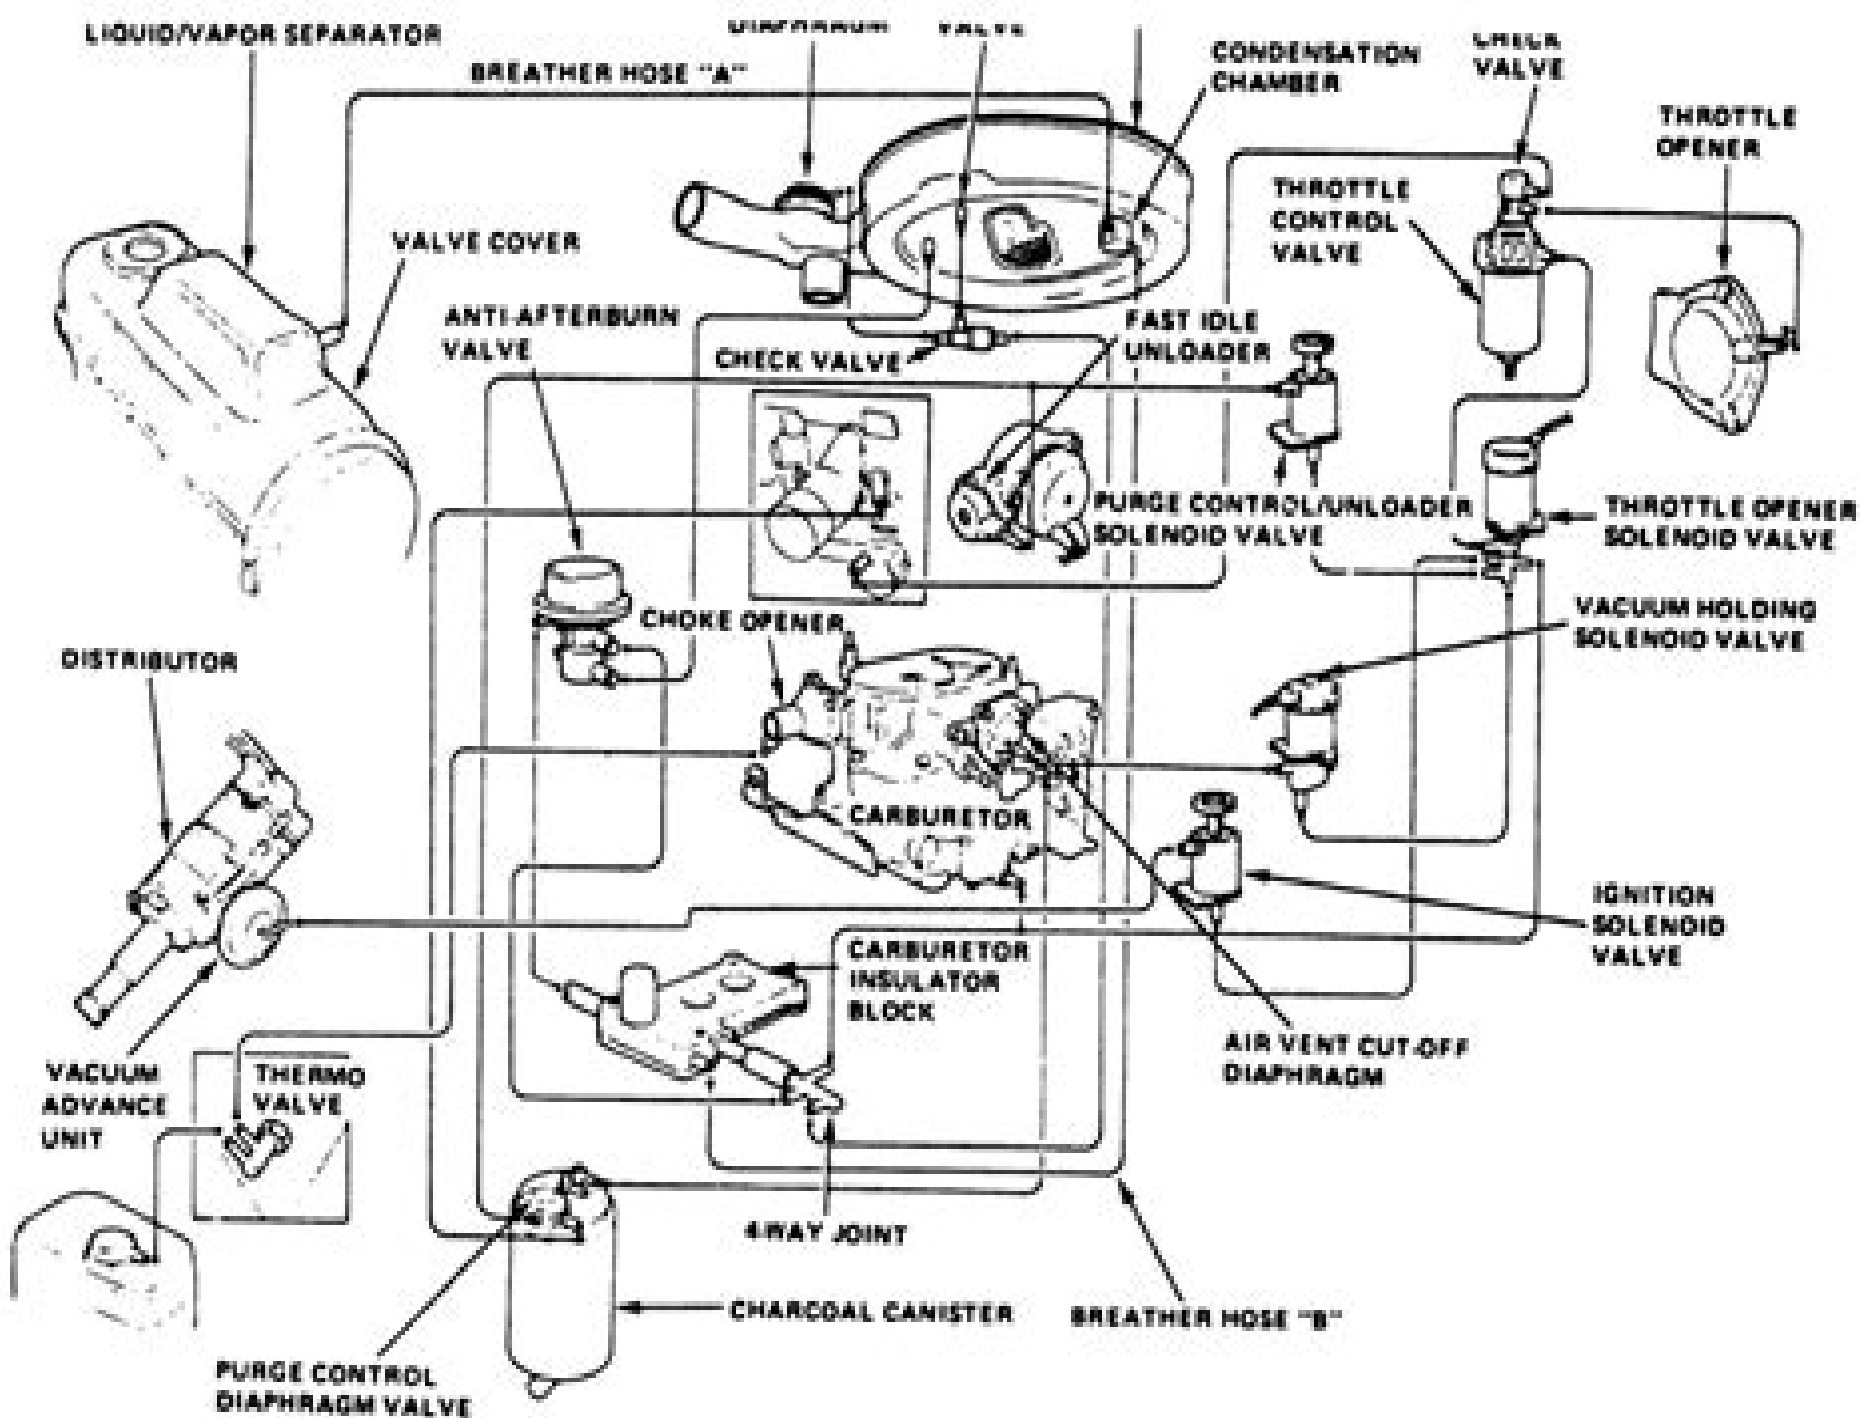 LIQUID/VAPOR SEPARATOR
DIAPHRAGM
VALVE
BREATHER HOSE "A"
CONDENSATION
CHAMBER
CHECK
VALVE
THROTTLE
OPENER
THROTTLE
CONTROL
VALVE
VALVE COVER
ANTI-AFTERBURN
VALVE
CHECK VALVE
FAST IDLE
UNLOADER
PURGE CONTROL/UNLOADER
SOLENOID VALVE
THROTTLE OPENER
SOLENOID VALVE
VACUUM HOLDING
SOLENOID VALVE
CHOKE OPENER
DISTRIBUTOR
CARBURETOR
IGNITION
SOLENOID
VALVE
CARBURETOR
INSULATOR
BLOCK
AIR VENT CUT-OFF
DIAPHRAGM
VACUUM
ADVANCE
UNIT
THERMO
VALVE
4-WAY JOINT
CHARCOAL CANISTER
BREATHER HOSE "B"
PURGE CONTROL
DIAPHRAGM VALVE